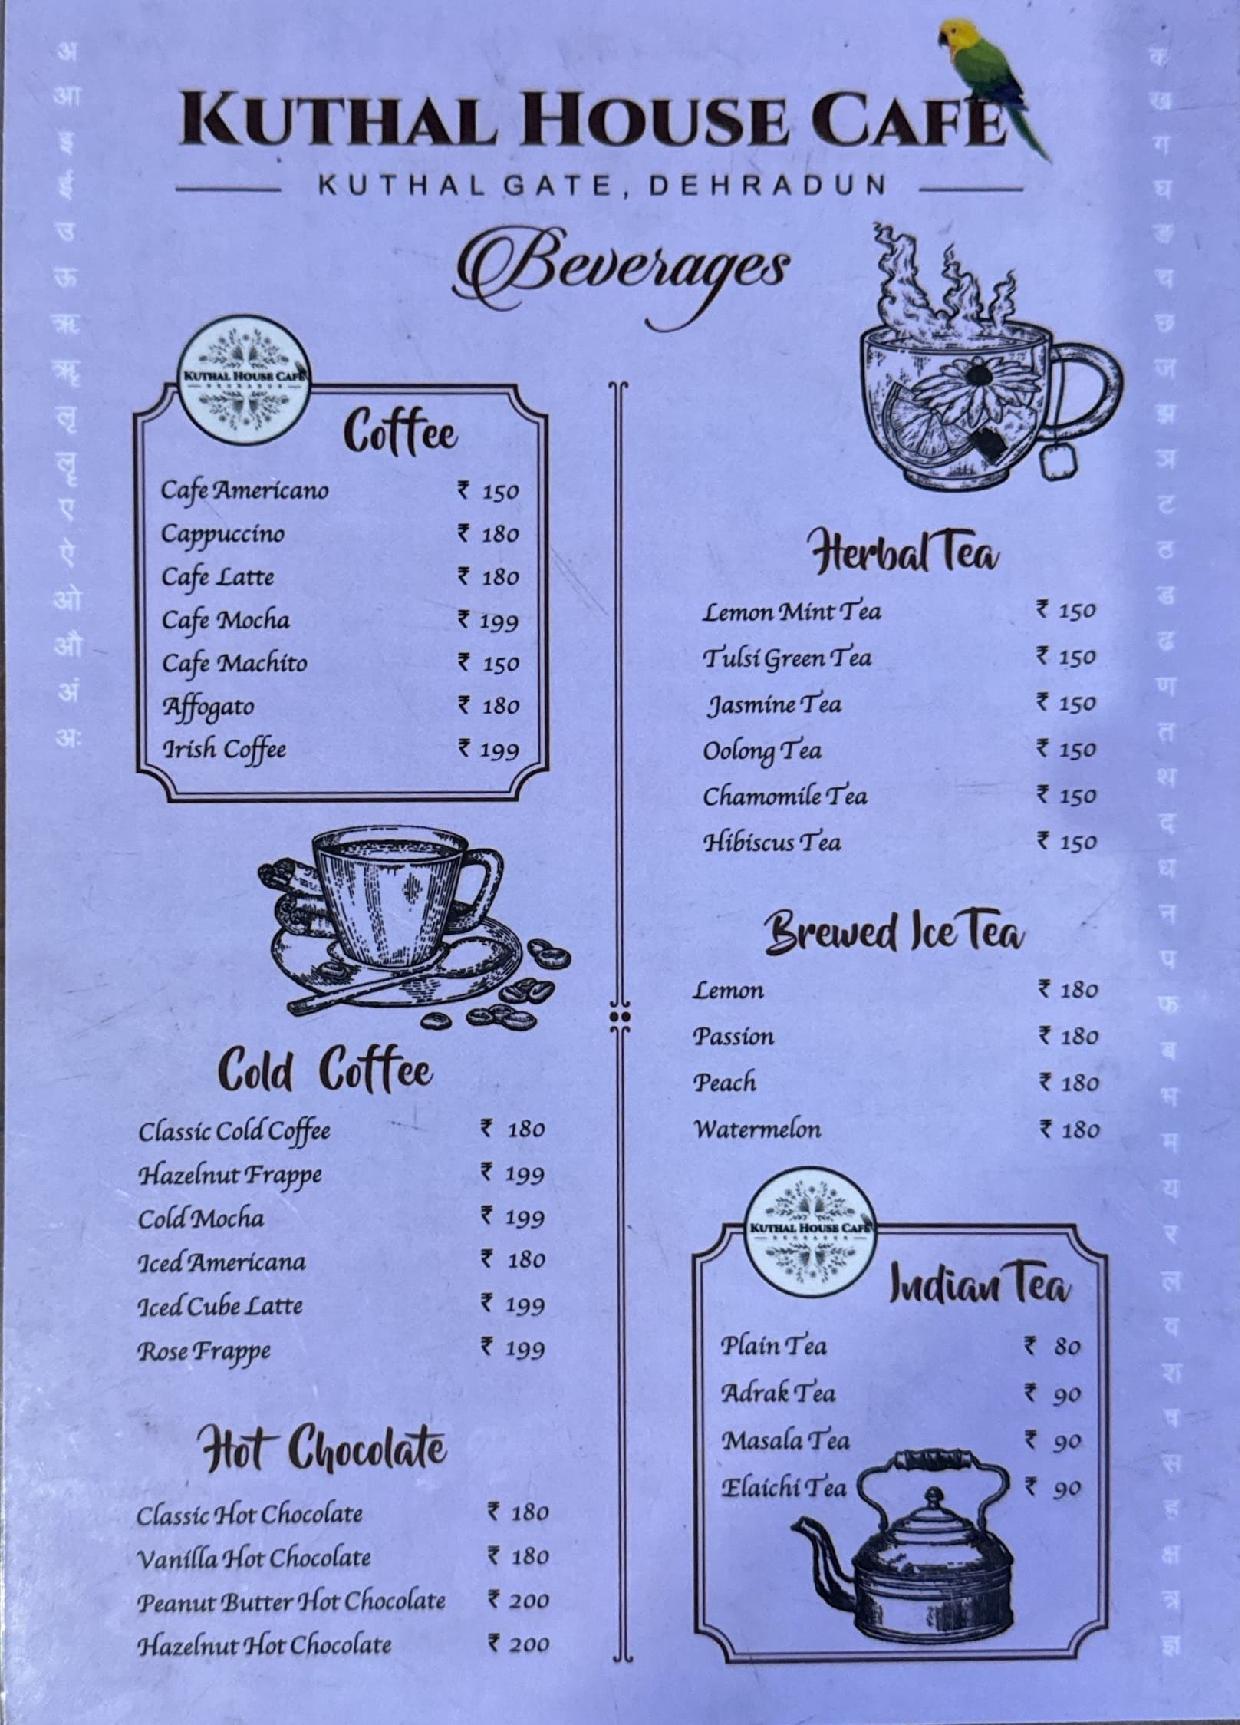 KUTHAL HOUSE CAFE
KUTHAL GATE, DEHRADUN
Beverages
KUTHAL HOUSE CAFE
DEHRADUN
Coffee
Cafe Americano ₹ 150
Cappuccino ₹ 180
Cafe Latte ₹ 180
Cafe Mocha ₹ 199
Cafe Machito ₹ 150
Affogato ₹ 180
Irish Coffee ₹ 199
Cold Coffee
Classic Cold Coffee ₹ 180
Hazelnut Frappe ₹ 199
Cold Mocha ₹ 199
Iced Americana ₹ 180
Iced Cube Latte ₹ 199
Rose Frappe ₹ 199
Hot Chocolate
Classic Hot Chocolate ₹ 180
Vanilla Hot Chocolate ₹ 180
Peanut Butter Hot Chocolate ₹ 200
Hazelnut Hot Chocolate ₹ 200
Herbal Tea
Lemon Mint Tea ₹ 150
Tulsi Green Tea ₹ 150
Jasmine Tea ₹ 150
Oolong Tea ₹ 150
Chamomile Tea ₹ 150
Hibiscus Tea ₹ 150
Brewed Ice Tea
Lemon ₹ 180
Passion ₹ 180
Peach ₹ 180
Watermelon ₹ 180
KUTHAL HOUSE CAFE
DEHRADUN
Indian Tea
Plain Tea ₹ 80
Adrak Tea ₹ 90
Masala Tea ₹ 90
Elaichi Tea ₹ 90
अ
आ
इ
ई
उ
ऊ
ऋ
ॠ
ऌ
ॡ
ए
ऐ
ओ
औ
अं
अः
क
ख
ग
घ
ङ
च
छ
ज
झ
ञ
ट
ठ
ड
ढ
ण
त
थ
द
ध
न
प
फ
ब
भ
म
य
र
ल
व
श
ष
स
ह
क्ष
त्र
ज्ञ